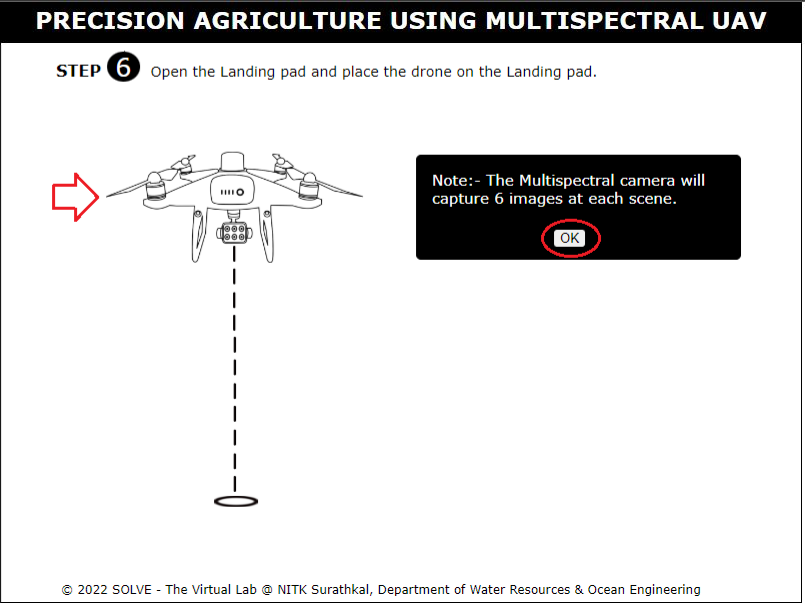 PRECISION AGRICULTURE USING MULTISPECTRAL UAV
STEP 6 Open the Landing pad and place the drone on the Landing pad.
Note:- The Multispectral camera will
capture 6 images at each scene.
OK
© 2022 SOLVE - The Virtual Lab @ NITK Surathkal, Department of Water Resources & Ocean Engineering